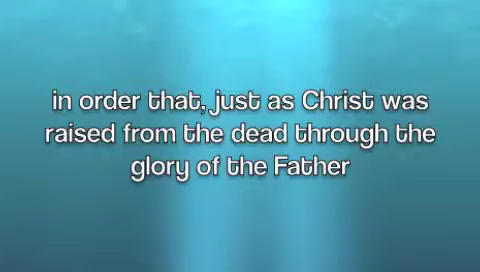 in order that, just as Christ was
raised from the dead through the
glory of the Father